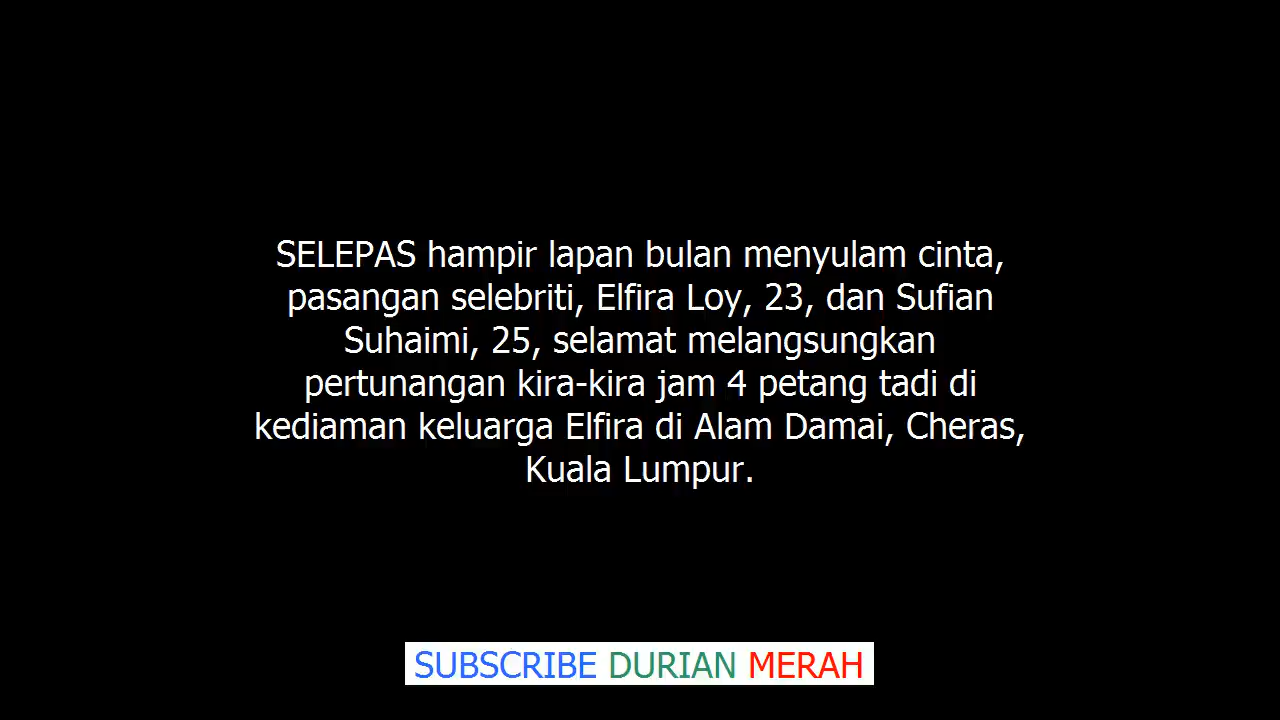 SELEPAS hampir lapan bulan menyulam cinta,
pasangan selebriti, Elfira Loy, 23, dan Sufian
Suhaimi, 25, selamat melangsungkan
pertunangan kira-kira jam 4 petang tadi di
kediaman keluarga Elfira di Alam Damai, Cheras,
Kuala Lumpur.
SUBSCRIBE DURIAN MERAH